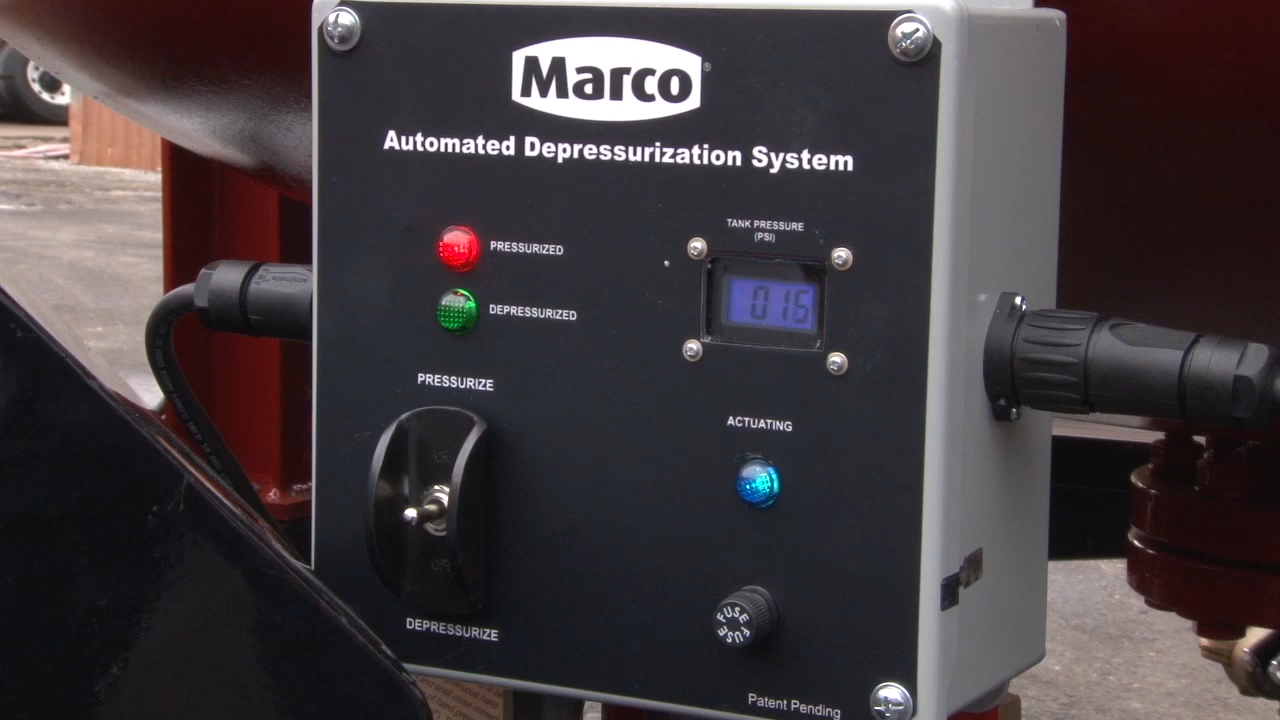 Marco®
Automated Depressurization System
TANK PRESSURE
(PSI)
PRESSURIZED
DEPRESSURIZED
015
PRESSURIZE
ACTUATING
DEPRESSURIZE
FUSE FUSE
Patent Pending